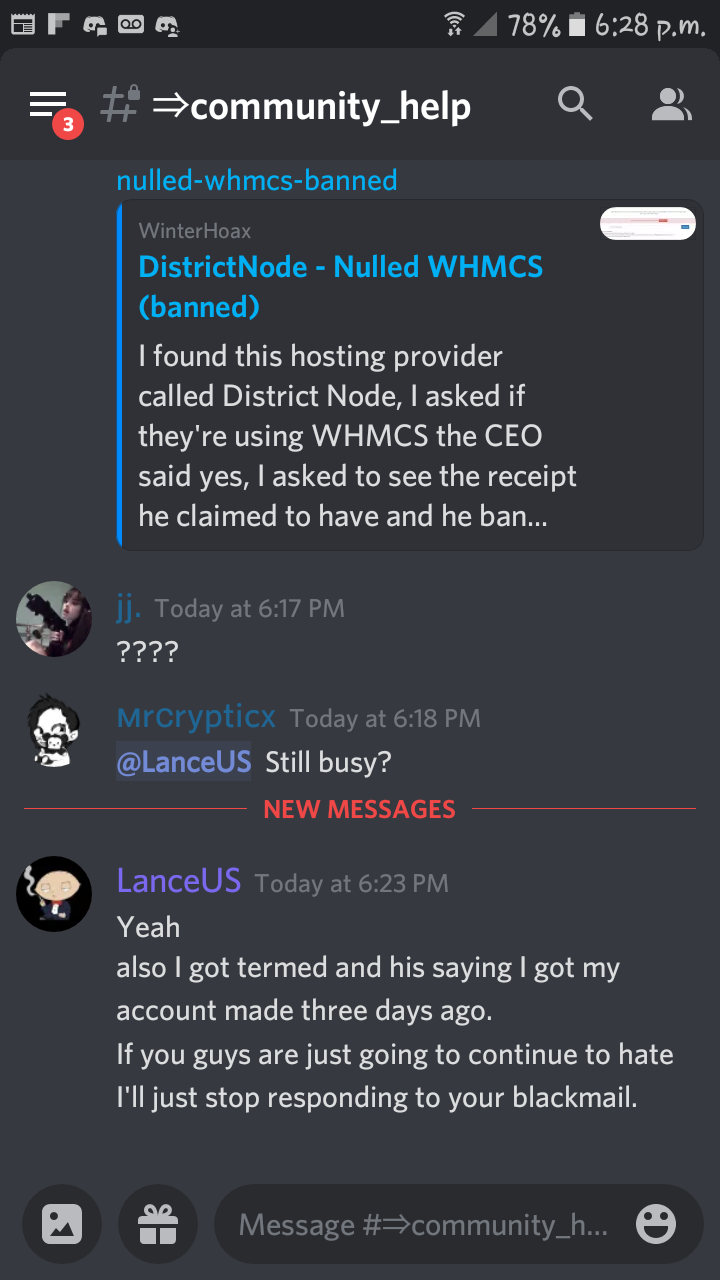 78% 6:28 p.m.
3
⇒community_help
nulled-whmcs-banned
WinterHoax
DistrictNode - Nulled WHMCS
(banned)
I found this hosting provider
called District Node, I asked if
they're using WHMCS the CEO
said yes, I asked to see the receipt
he claimed to have and he ban...
jj. Today at 6:17 PM
????
MrCrypticx Today at 6:18 PM
@LanceUS Still busy?
NEW MESSAGES
LanceUS Today at 6:23 PM
Yeah
also I got termed and his saying I got my
account made three days ago.
If you guys are just going to continue to hate
I'll just stop responding to your blackmail.
Message #⇒community_h...